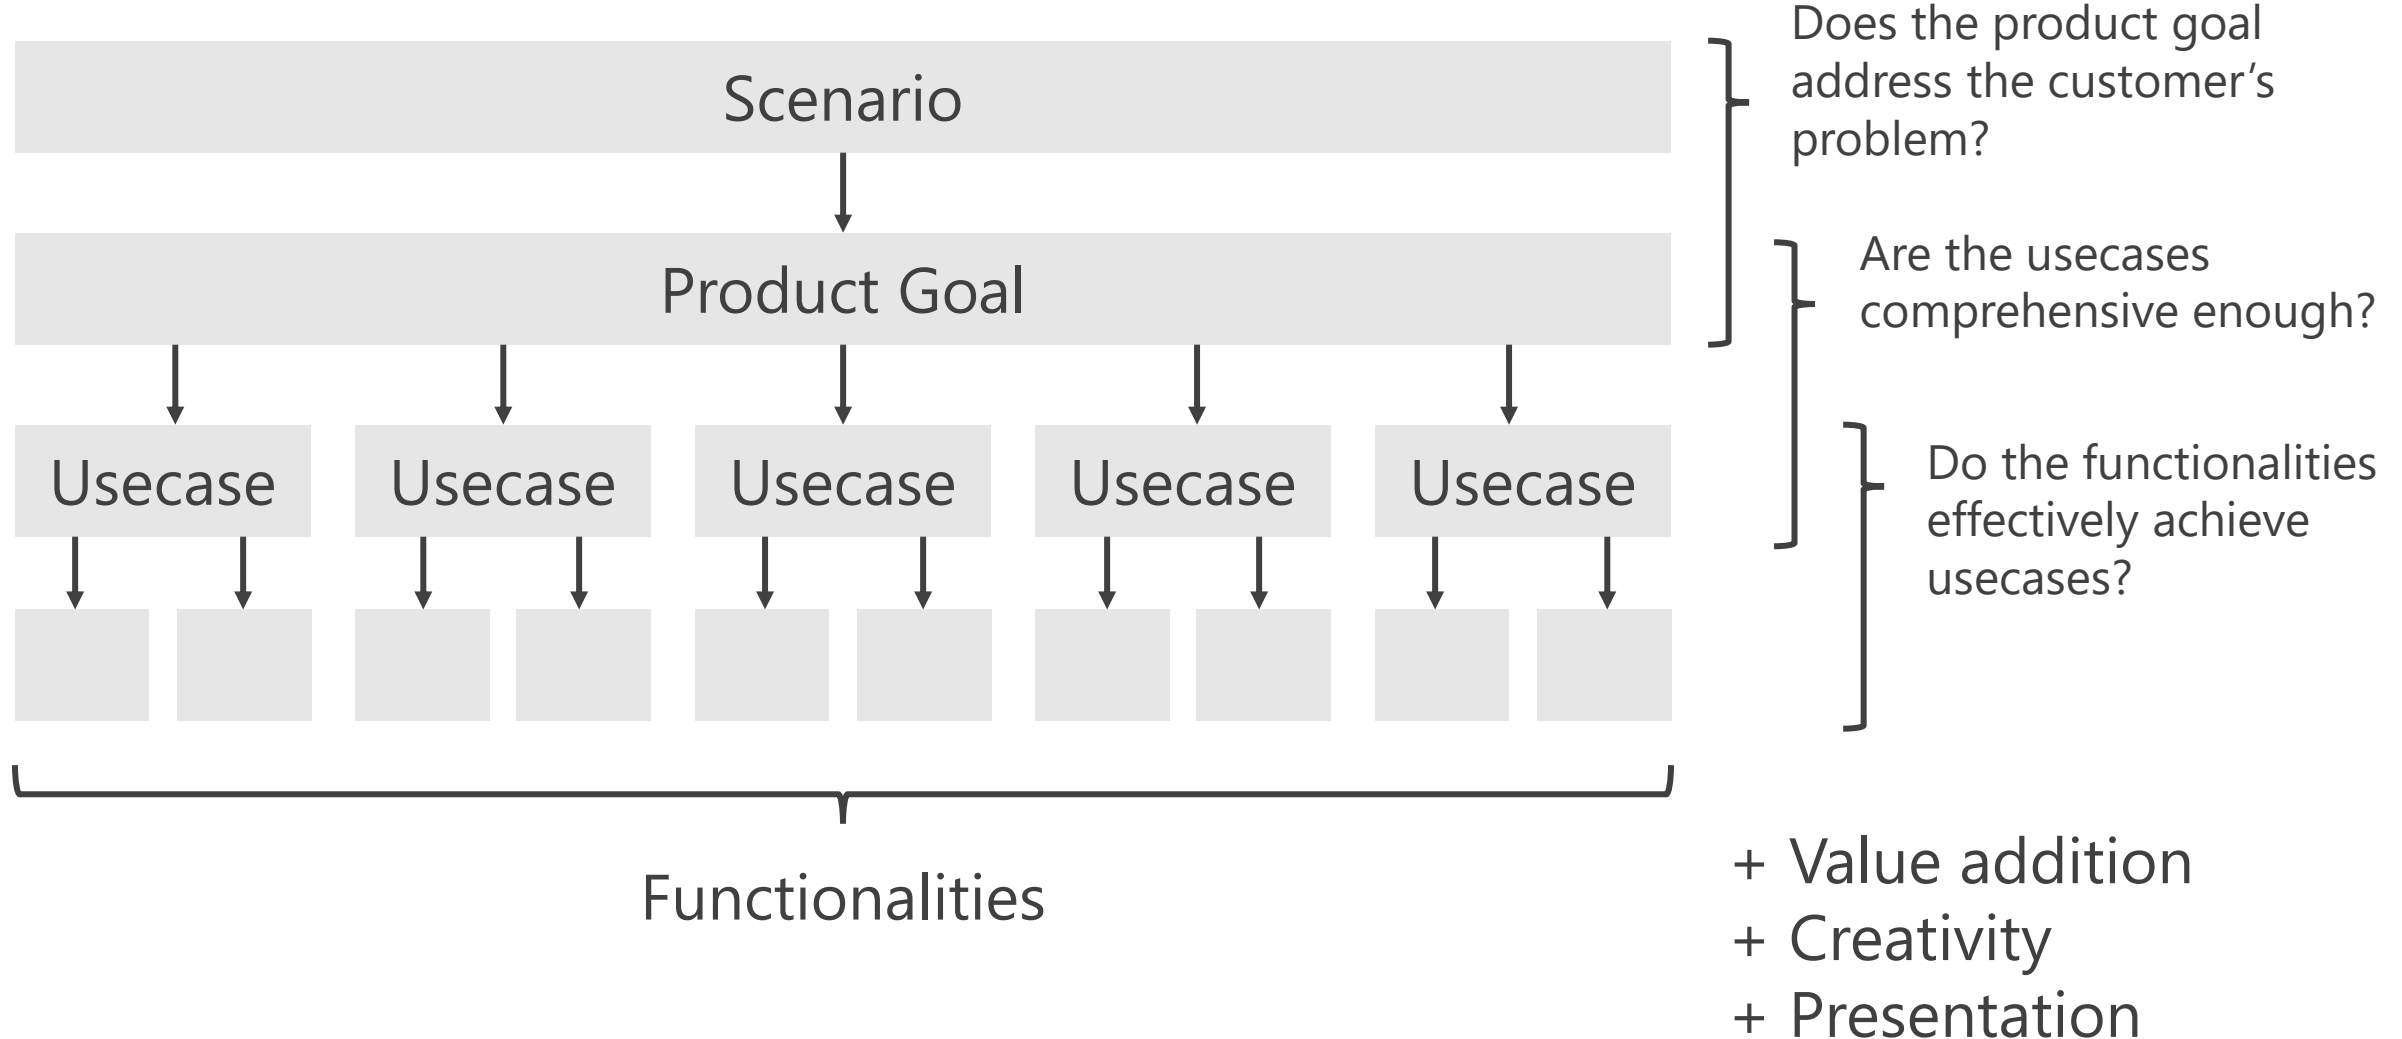 Scenario
Does the product goal
address the customer’s
problem?
Product Goal
Are the usecases
comprehensive enough?
Usecase Usecase Usecase Usecase Usecase
Do the functionalities
effectively achieve
usecases?
Functionalities
+ Value addition
+ Creativity
+ Presentation